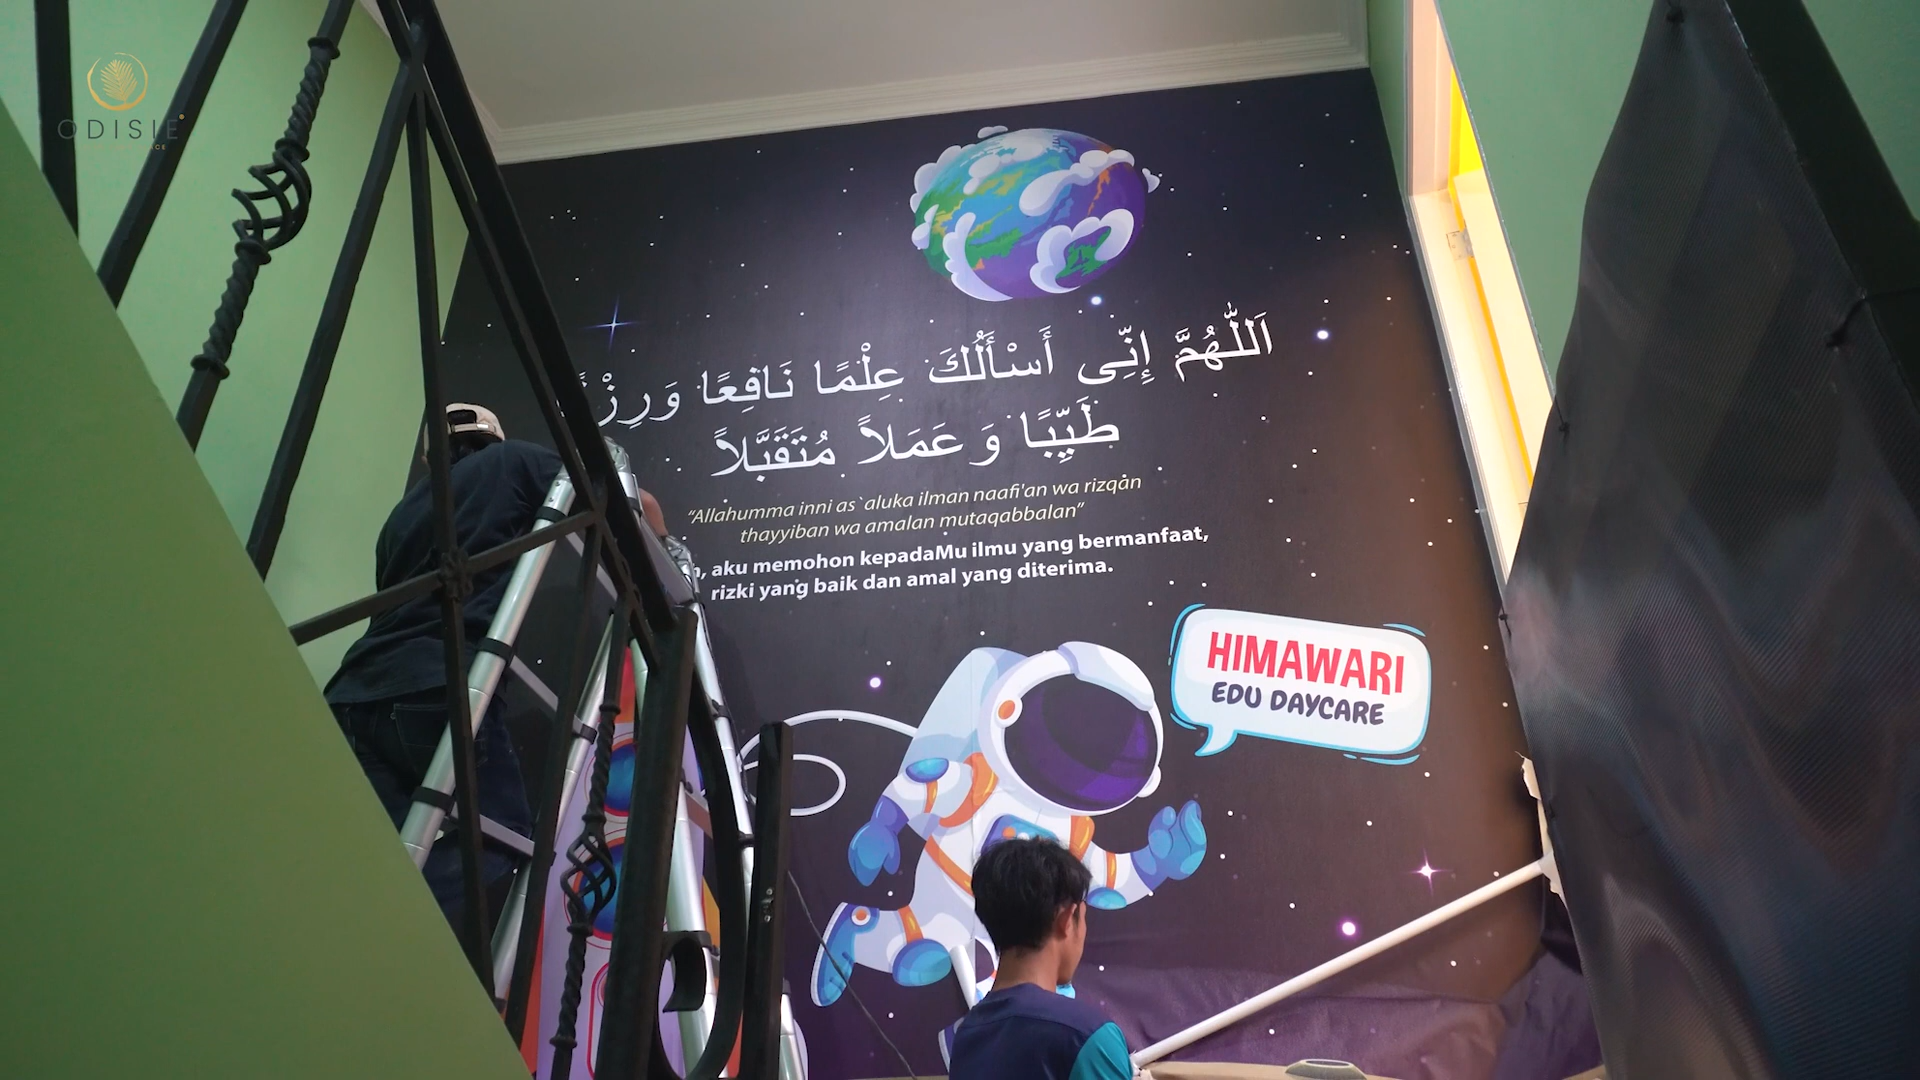 ODISIE
اَللّٰهُمَّ إِنِّى أَسْأَلُكَ عِلْمًا نَافِعًا
طَيِّبًا وَعَمَلاً مُتَقَبَّلاً
“Allahumma inni as`aluka ilman naafi'an wa rizqan
thayyiban wa amalan mutaqabbalan”
aku memohon kepadaMu ilmu yang bermanfaat,
rizki yang baik dan amal yang diterima.
HIMAWARI
EDU DAYCARE